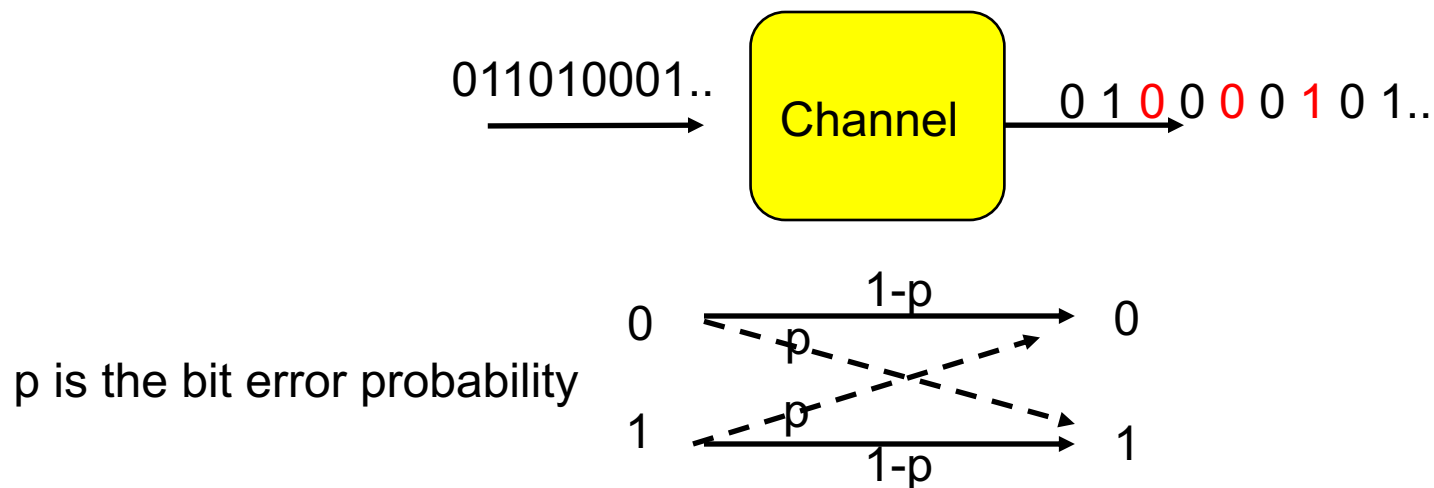 011010001..
Channel
0 1 0 0 0 0 1 0 1..
1-p
0
0
p
p is the bit error probability
p
1
1
1-p